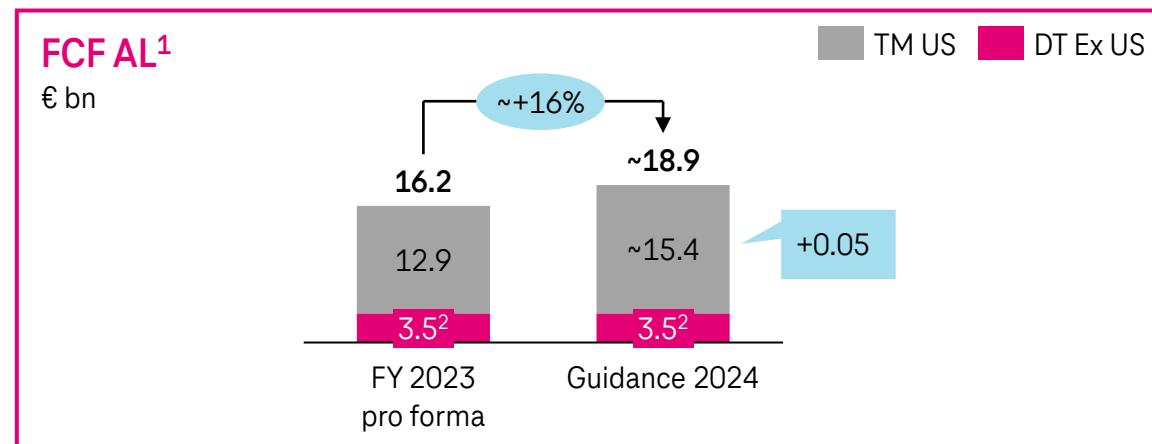 FCF AL¹
€ bn
TM US
DT Ex US
~+16%
16.2
~18.9
12.9
~15.4
+0.05
3.5²
3.5²
FY 2023
pro forma
Guidance 2024